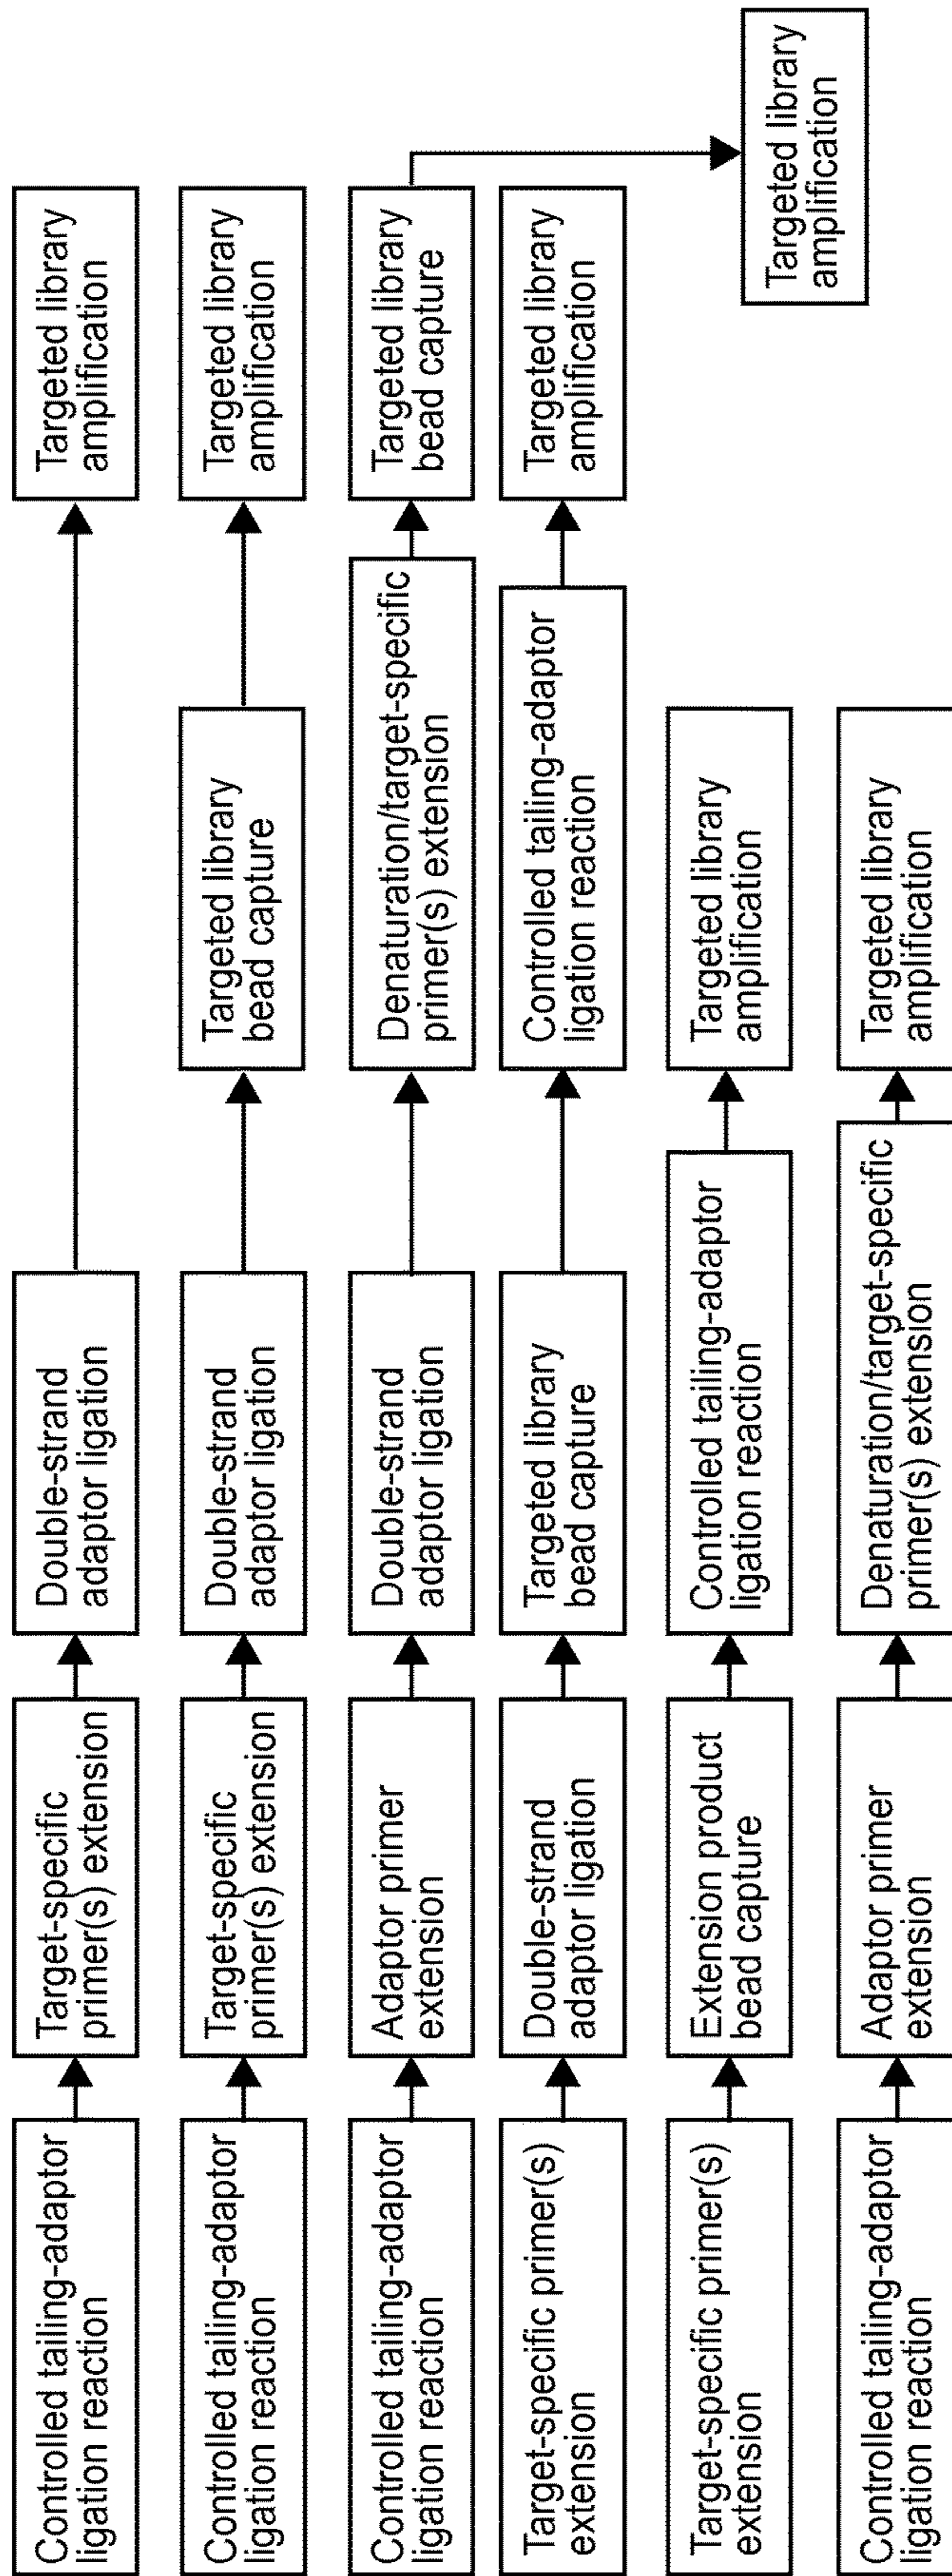 Controlled tailing-adaptor
ligation reaction
Target-specific
primer(s) extension
Double-strand
adaptor ligation
Targeted library
amplification
Controlled tailing-adaptor
ligation reaction
Target-specific
primer(s) extension
Double-strand
adaptor ligation
Targeted library
bead capture
Targeted library
amplification
Controlled tailing-adaptor
ligation reaction
Adaptor primer
extension
Double-strand
adaptor ligation
Denaturation/target-specific
primer(s) extension
Targeted library
bead capture
Targeted library
amplification
Target-specific primer(s)
extension
Double-strand
adaptor ligation
Targeted library
bead capture
Controlled tailing-adaptor
ligation reaction
Targeted library
amplification
Target-specific primer(s)
extension
Extension product
bead capture
Controlled tailing-adaptor
ligation reaction
Targeted library
amplification
Controlled tailing-adaptor
ligation reaction
Adaptor primer
extension
Denaturation/target-specific
primer(s) extension
Targeted library
amplification